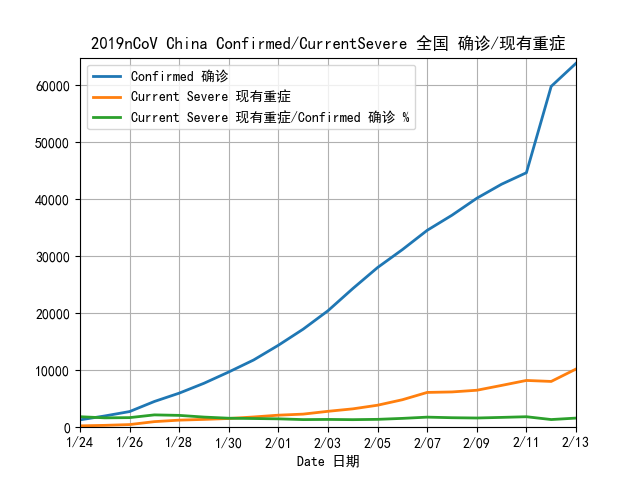 2019nCoV China Confirmed/CurrentSevere 全国 确诊/现有重症
Confirmed 确诊
Current Severe 现有重症
Current Severe 现有重症/Confirmed 确诊 %
60000
50000
40000
30000
20000
10000
0
1/24 1/26 1/28 1/30 2/01 2/03 2/05 2/07 2/09 2/11 2/13
Date 日期